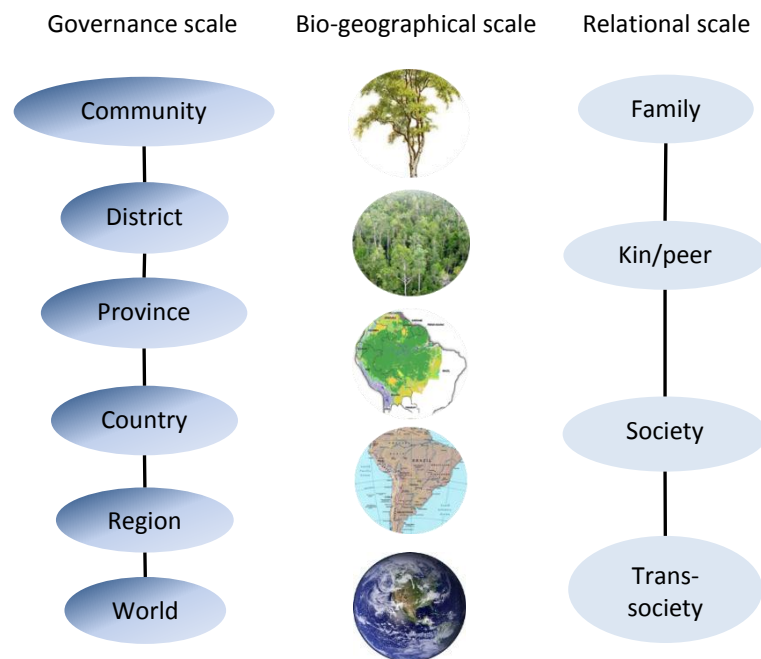 Governance scale
Bio-geographical scale
Relational scale
Community
Family
District
Kin/peer
Province
Country
Society
BRAZIL
Region
Trans-
society
World